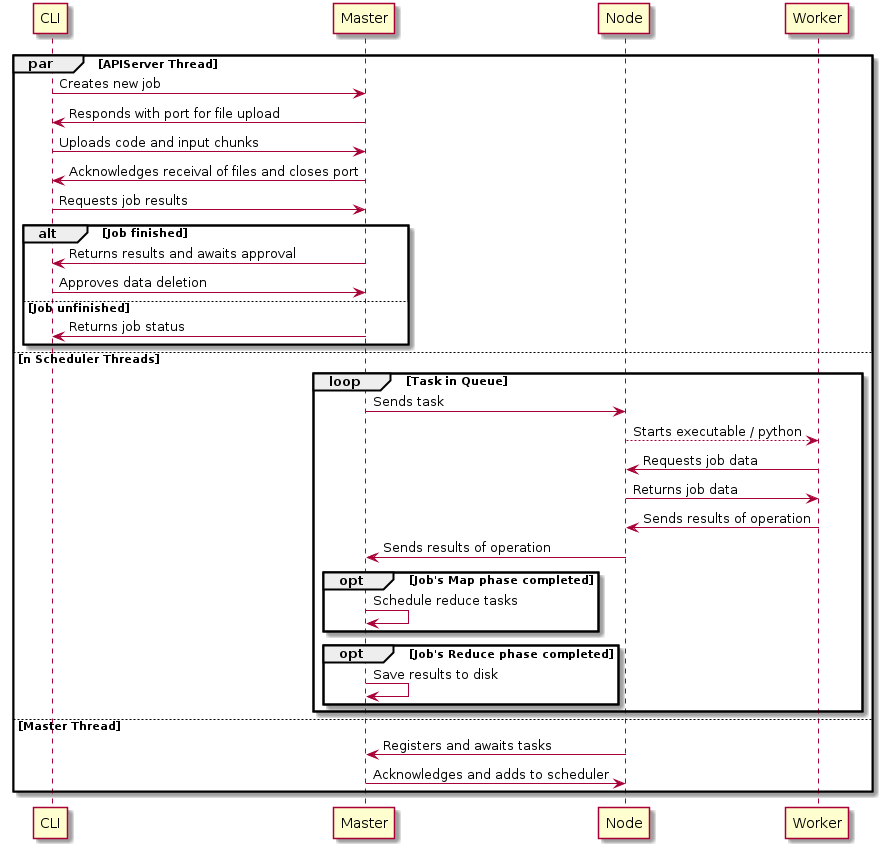 CLI Master Node Worker
par [APIServer Thread]
Creates new job
Responds with port for file upload
Uploads code and input chunks
Acknowledges receival of files and closes port
Requests job results
alt [Job finished]
Returns results and awaits approval
Approves data deletion
[Job unfinished]
Returns job status
[n Scheduler Threads]
loop [Task in Queue]
Sends task
Starts executable / python
Requests job data
Returns job data
Sends results of operation
Sends results of operation
opt [Job's Map phase completed]
Schedule reduce tasks
opt [Job's Reduce phase completed]
Save results to disk
[Master Thread]
Registers and awaits tasks
Acknowledges and adds to scheduler
CLI Master Node Worker